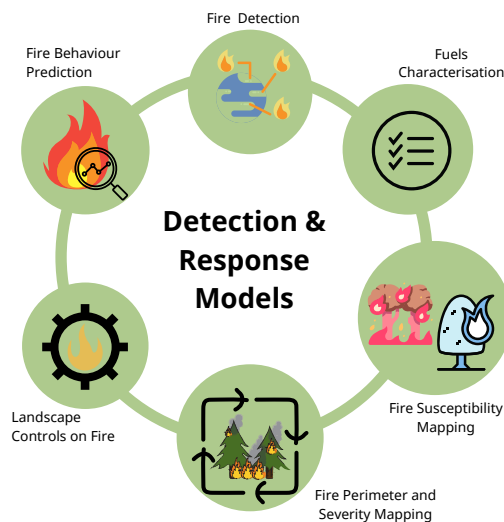 Fire Detection
Fire Behaviour
Prediction
Fuels
Characterisation
Detection &
Response
Models
Landscape
Controls on Fire
Fire Susceptibility
Mapping
Fire Perimeter and
Severity Mapping